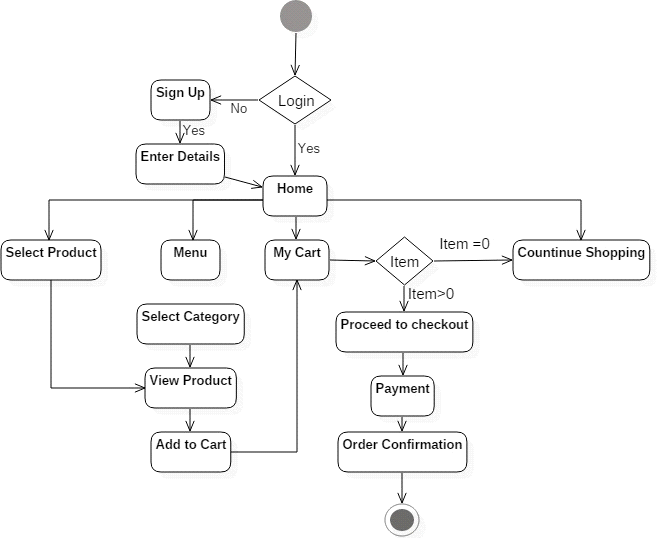 Login
Sign Up
No
Yes
Enter Details
Yes
Home
Select Product
Menu
My Cart
Item
Item =0
Countinue Shopping
Item>0
Select Category
Proceed to checkout
View Product
Payment
Add to Cart
Order Confirmation